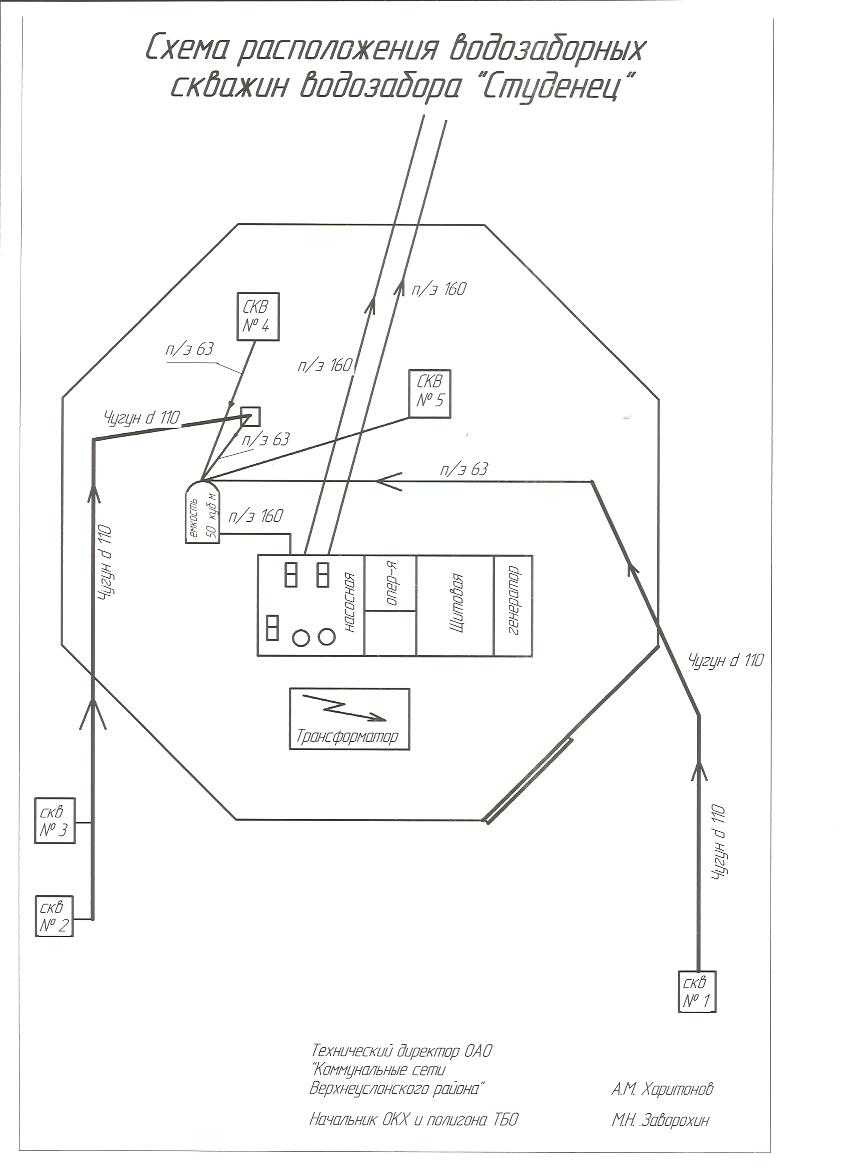 Схема расположения водозаборных
скважин водозабора "Студенец"
п/э 160
СКВ
№ 4
п/э 63
п/э 160
СКВ
№ 5
Чугун d 110
п/э 63
п/э 63
емкость
50 куб м
п/э 160
Чугун d 110
насосная
опер-я
Щитовая
генератор
Чугун d 110
Трансформатор
скв
№ 3
Чугун d 110
скв
№ 2
скв
№ 1
Технический директор ОАО
"Коммунальные сети
Верхнеуслонского района"
А.М. Харитонов
Начальник ОКХ и полигона ТБО
М.Н. Заворохин